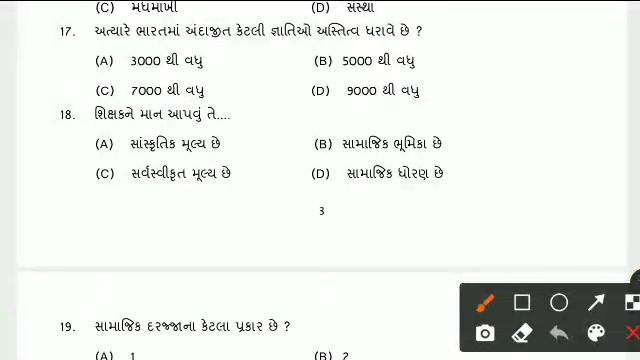 (C) મધમાખી (D) સંસ્થા
17. અત્યારે ભારતમાં અંદાજીત કેટલી જ્ઞાતિઓ અસ્તિત્વ ધરાવે છે ?
(A) 3000 થી વધુ (B) 5000 થી વધુ
(C) 7000 થી વધુ (D) 9000 થી વધુ
18. શિક્ષકને માન આપવું તે....
(A) સાંસ્કૃતિક મૂલ્ય છે (B) સામાજિક ભૂમિકા છે
(C) સર્વસ્વીકૃત મૂલ્ય છે (D) સામાજિક ધોરણ છે
3
19. સામાજિક દરજ્જાના કેટલા પ્રકાર છે ?
(A) 1 (B) 2